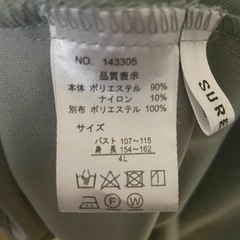 NO. 143305
品質表示
本体 ポリエステル 90%
ナイロン 10%
別布 ポリエステル 100%
サイズ
バスト 107~115
身長 154~162
4L
SURE